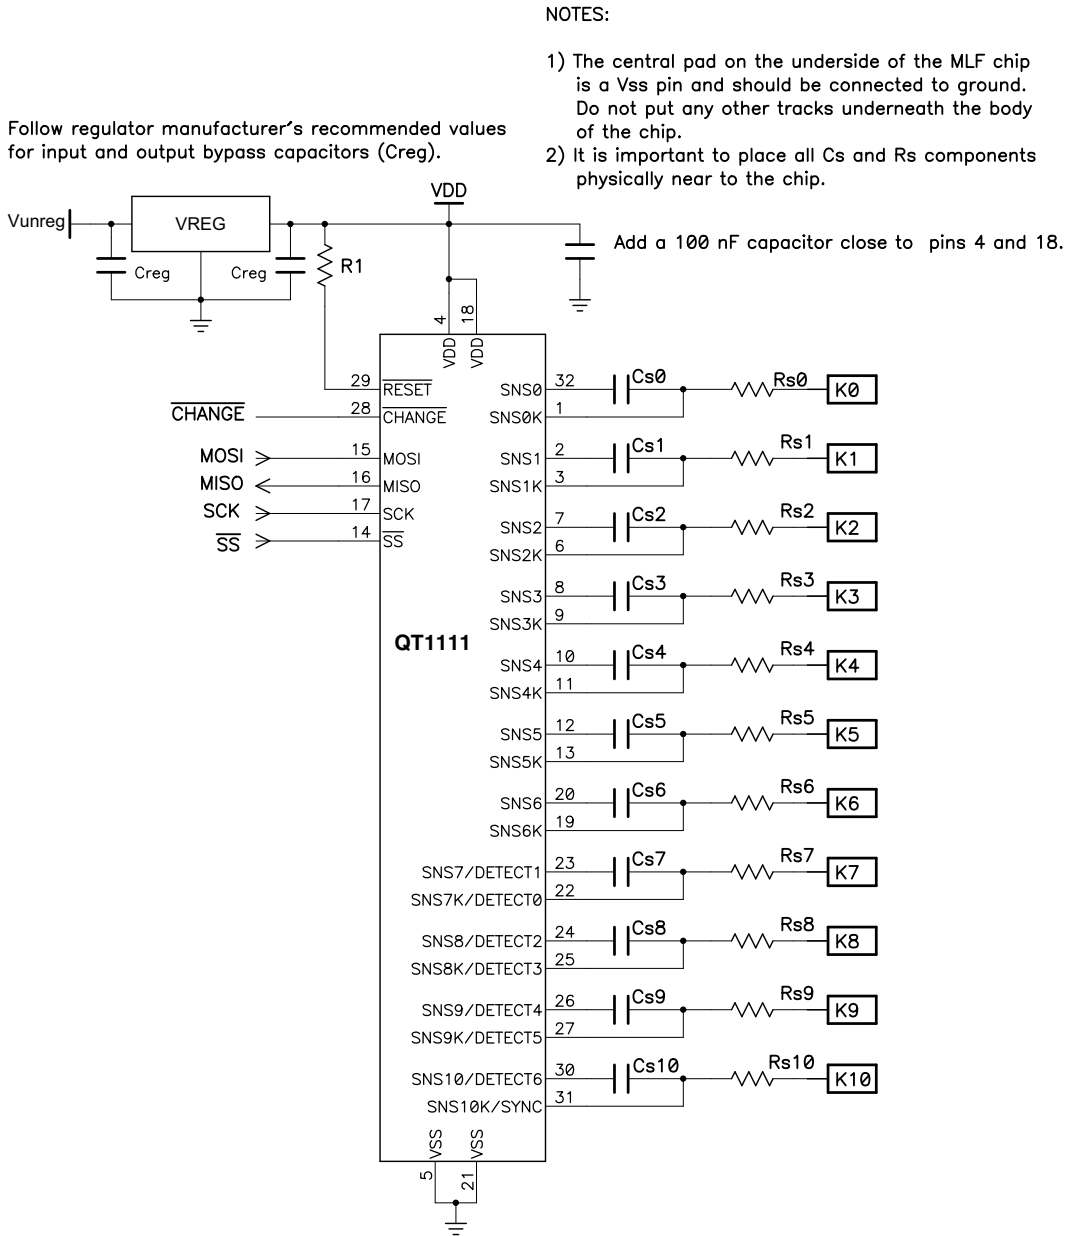 NOTES:
1) The central pad on the underside of the MLF chip
is a Vss pin and should be connected to ground.
Do not put any other tracks underneath the body
of the chip.
2) It is important to place all Cs and Rs components
physically near to the chip.
Follow regulator manufacturer's recommended values
for input and output bypass capacitors (Creg).
VDD
Vunreg
VREG
Creg
Creg
R1
Add a 100 nF capacitor close to pins 4 and 18.
4
18
VDD
VDD
29
RESET
CHANGE
28
CHANGE
MOSI
15
MOSI
MISO
16
MISO
SCK
17
SCK
SS
14
SS
QT1111
SNS0
32
Cs0
Rs0
K0
SNS0K
1
SNS1
2
Cs1
Rs1
K1
SNS1K
3
SNS2
7
Cs2
Rs2
K2
SNS2K
6
SNS3
8
Cs3
Rs3
K3
SNS3K
9
SNS4
10
Cs4
Rs4
K4
SNS4K
11
SNS5
12
Cs5
Rs5
K5
SNS5K
13
SNS6
20
Cs6
Rs6
K6
SNS6K
19
SNS7/DETECT1
23
Cs7
Rs7
K7
SNS7K/DETECT0
22
SNS8/DETECT2
24
Cs8
Rs8
K8
SNS8K/DETECT3
25
SNS9/DETECT4
26
Cs9
Rs9
K9
SNS9K/DETECT5
27
SNS10/DETECT6
30
Cs10
Rs10
K10
SNS10K/SYNC
31
VSS
VSS
5
21